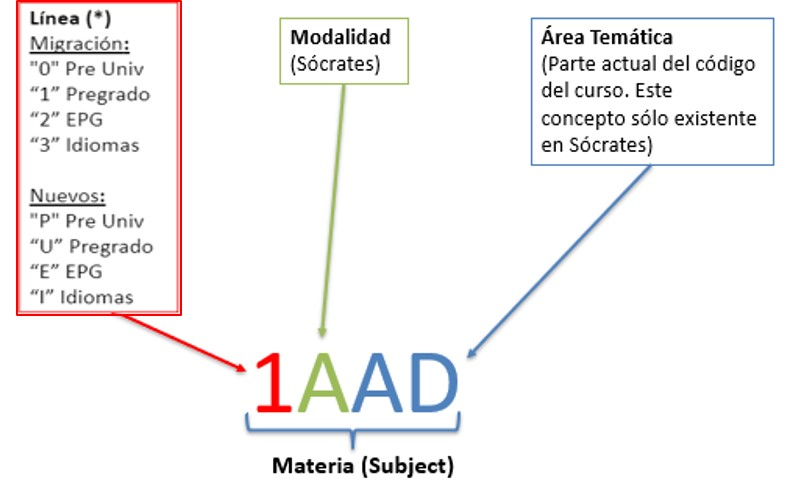 Línea (*)
Migración:
"0" Pre Univ
“1” Pregrado
“2” EPG
“3” Idiomas
Nuevos:
"P" Pre Univ
“U” Pregrado
“E” EPG
“I” Idiomas
Modalidad
(Sócrates)
Área Temática
(Parte actual del código
del curso. Este
concepto sólo existente
en Sócrates)
1AAD
Materia (Subject)